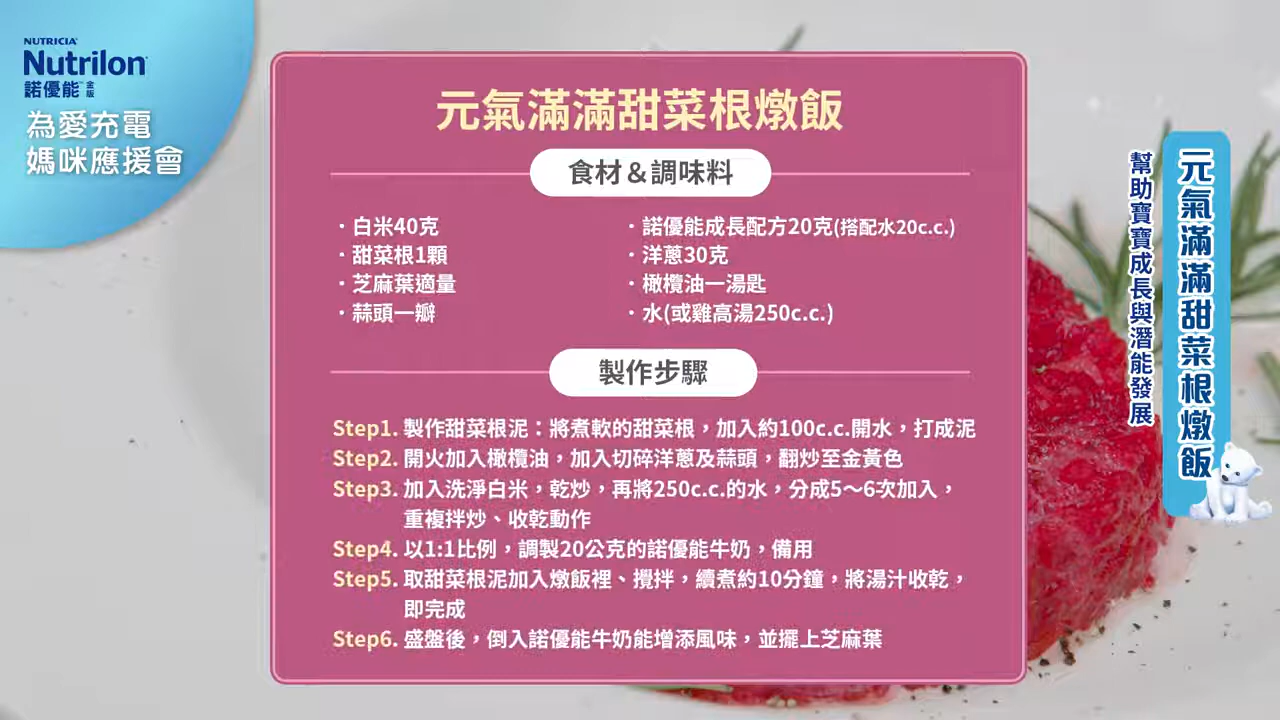 NUTRICIA
Nutrilon
諾優能 金版
為愛充電
媽咪應援會
元氣滿滿甜菜根燉飯
食材＆調味料
・白米40克
・甜菜根1顆
・芝麻葉適量
・蒜頭一瓣
・諾優能成長配方20克(搭配水20c.c.)
・洋蔥30克
・橄欖油一湯匙
・水(或雞高湯250c.c.)
製作步驟
Step1. 製作甜菜根泥：將煮軟的甜菜根，加入約100c.c.開水，打成泥
Step2. 開火加入橄欖油，加入切碎洋蔥及蒜頭，翻炒至金黃色
Step3. 加入洗淨白米，乾炒，再將250c.c.的水，分成5～6次加入，
重複拌炒、收乾動作
Step4. 以1:1比例，調製20公克的諾優能牛奶，備用
Step5. 取甜菜根泥加入燉飯裡、攪拌，續煮約10分鐘，將湯汁收乾，
即完成
Step6. 盛盤後，倒入諾優能牛奶能增添風味，並擺上芝麻葉
元氣滿滿甜菜根燉飯
幫助寶寶成長與潛能發展